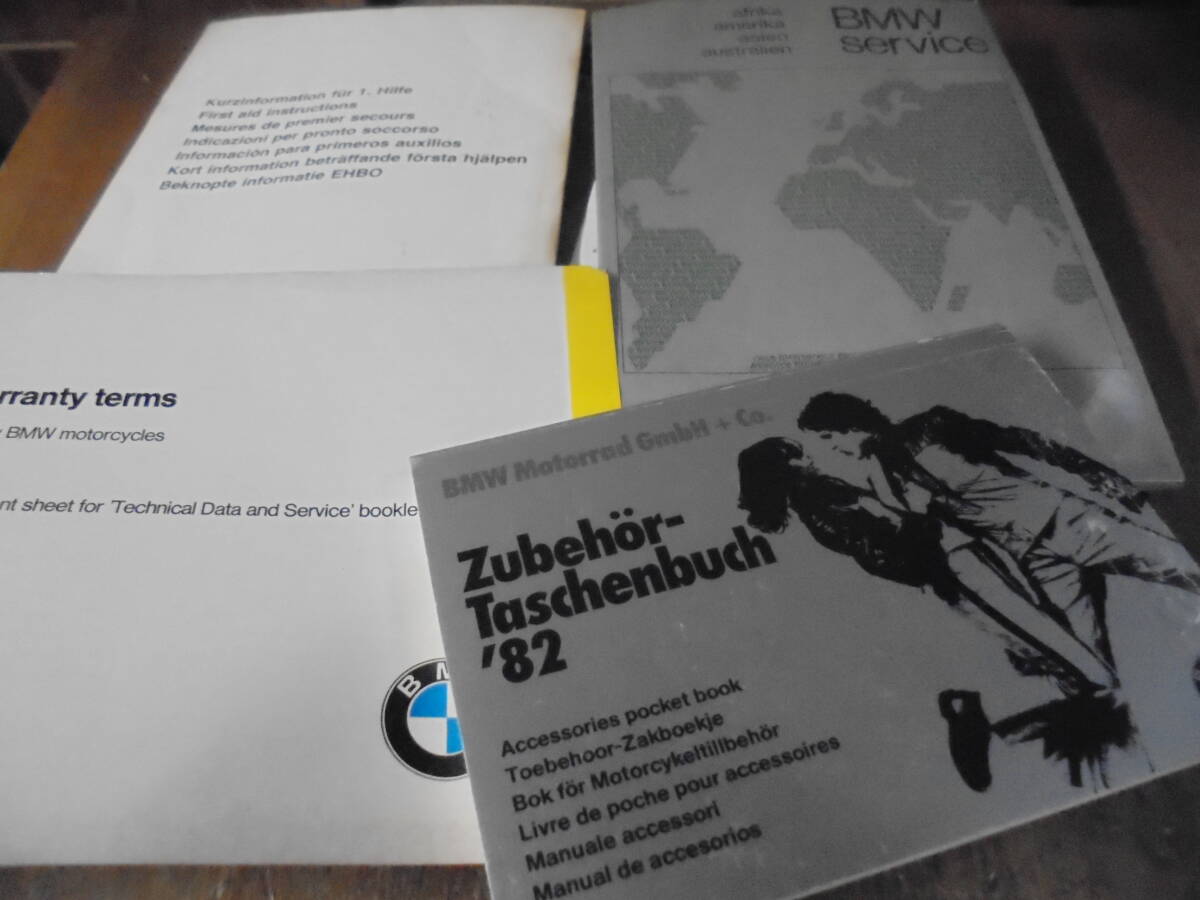 Kurzinformation für 1. Hilfe
First aid instructions
Mesures de premier secours
Indicazioni per pronto soccorso
Información para primeros auxilios
Kort information beträffande första hjälpen
Beknopte informatie EHBO
afrika
amerika
asien
australien
BMW
service
rranty terms
BMW motorcycles
nt sheet for 'Technical Data and Service' bookle
BM
BMW Motorrad GmbH + Co.
Zubehör-
Taschenbuch
'82
Accessories pocket book
Toebehoor-Zakboekje
Bok för Motorcykeltillbehör
Livre de poche pour accessoires
Manuale accessori
Manual de accesorios